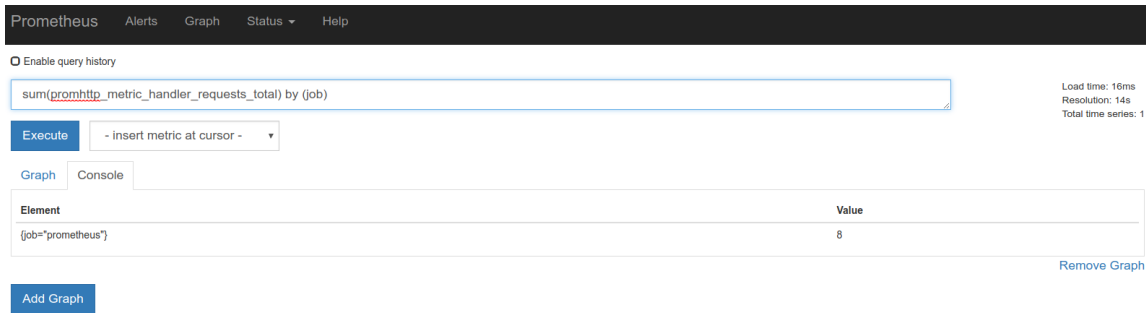 Prometheus Alerts Graph Status Help
Enable query history
sum(promhttp_metric_handler_requests_total) by (job)
Load time: 16ms
Resolution: 14s
Total time series: 1
Execute - insert metric at cursor -
Graph Console
Element Value
{job="prometheus"} 8
Remove Graph
Add Graph